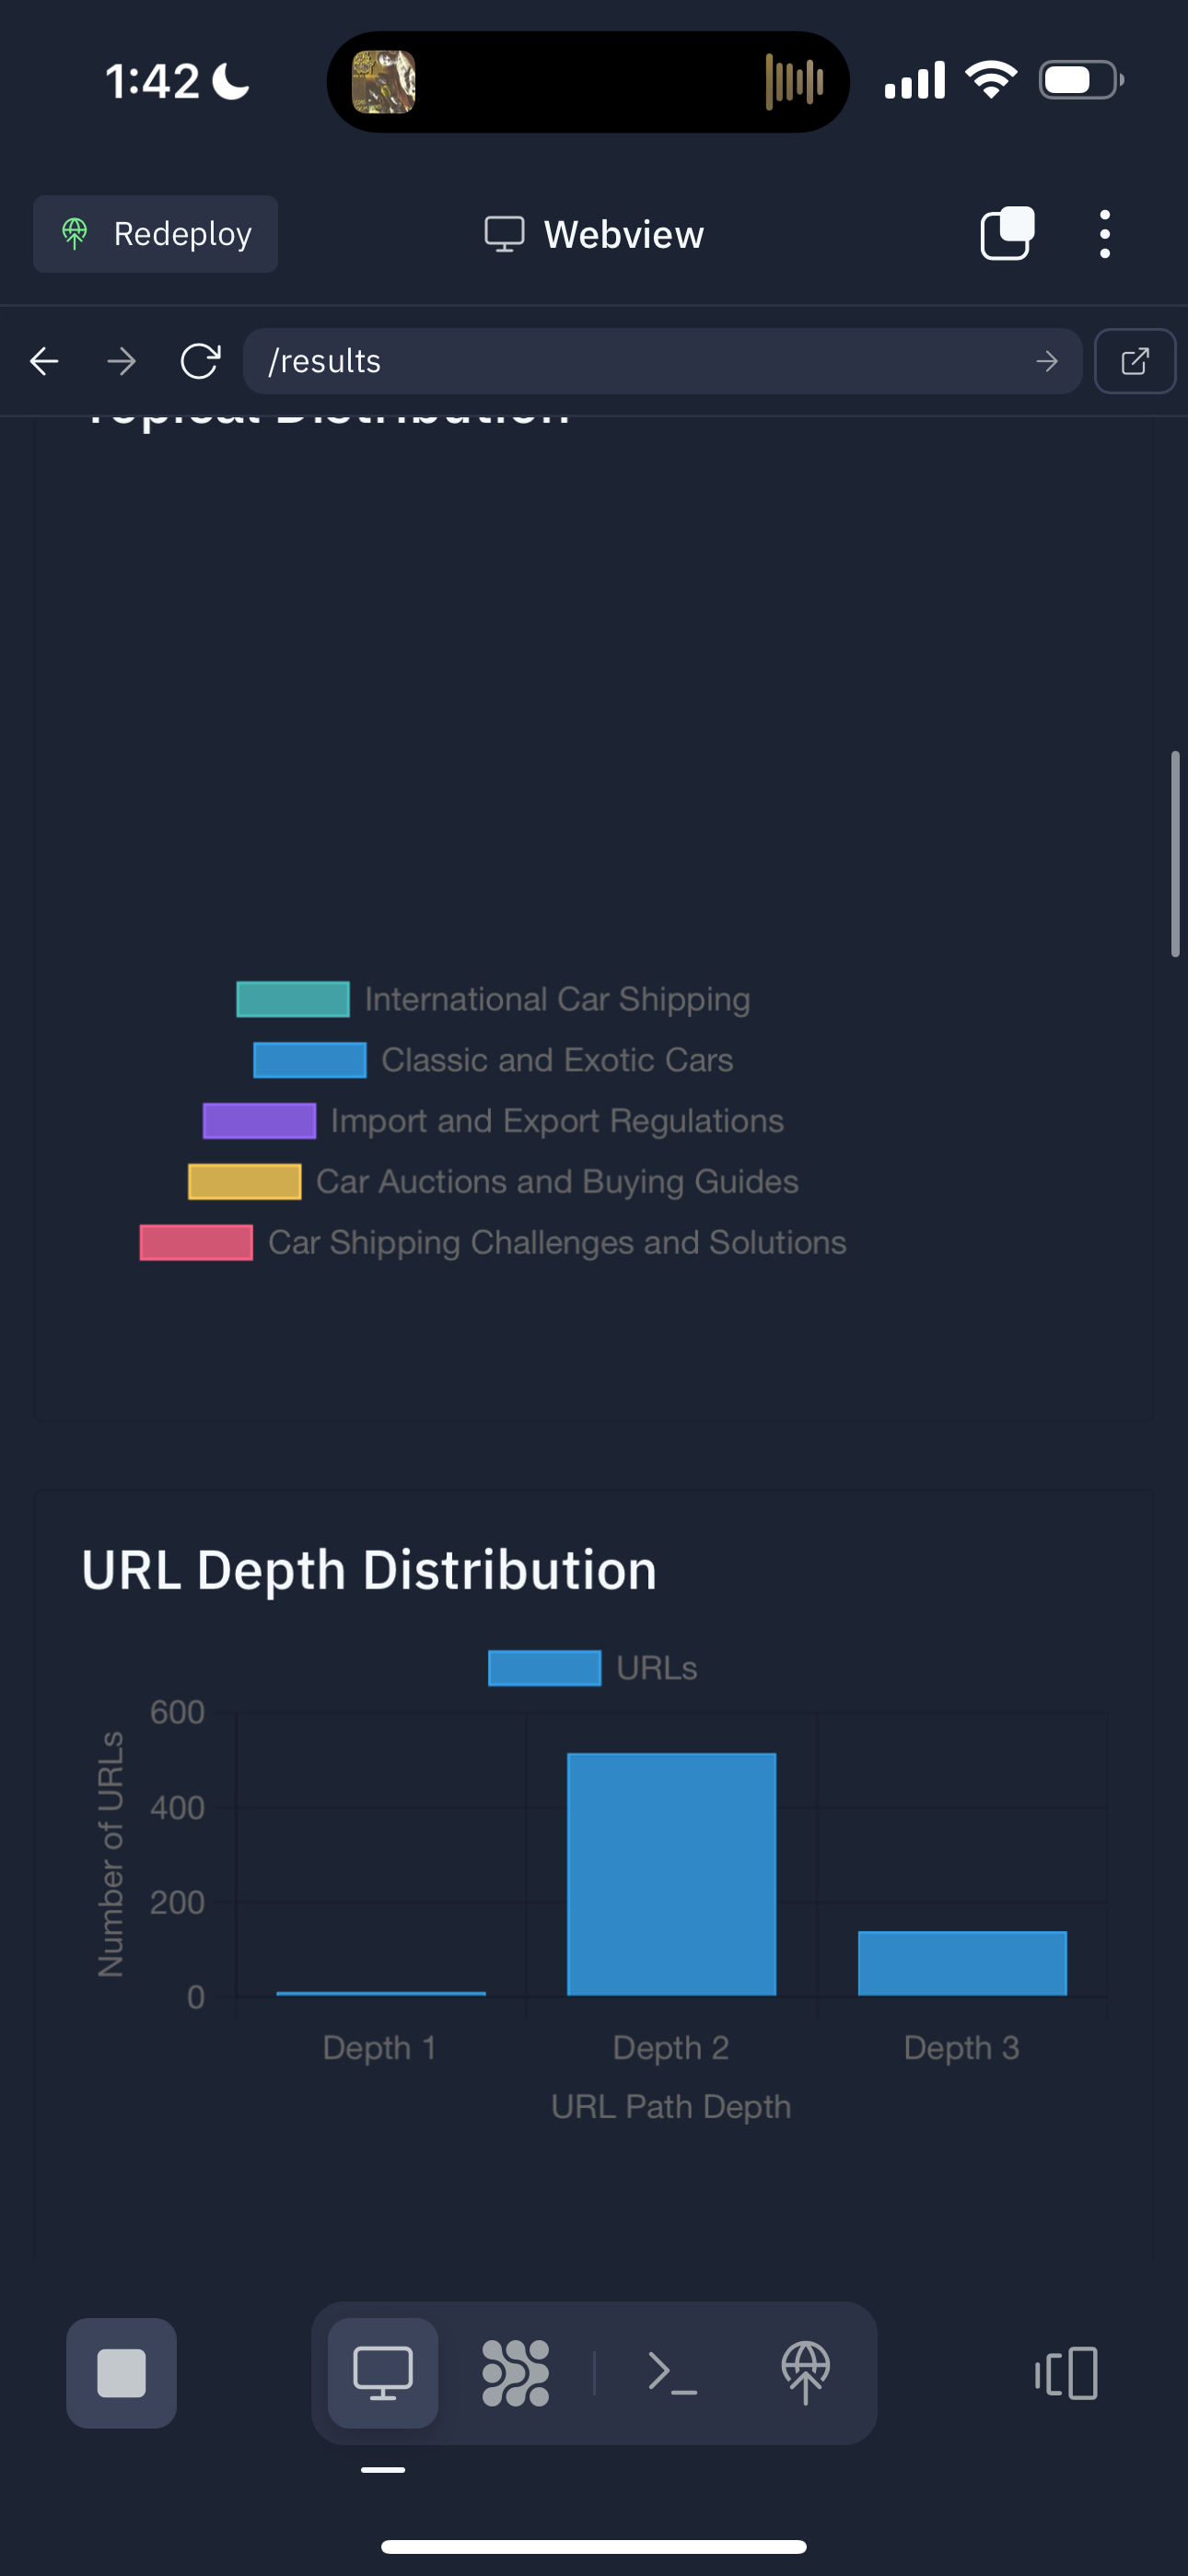 1:42
Redeploy
Webview
/results
Topical Distribution
International Car Shipping
Classic and Exotic Cars
Import and Export Regulations
Car Auctions and Buying Guides
Car Shipping Challenges and Solutions
URL Depth Distribution
URLs
Number of URLs
600
400
200
0
Depth 1 Depth 2 Depth 3
URL Path Depth